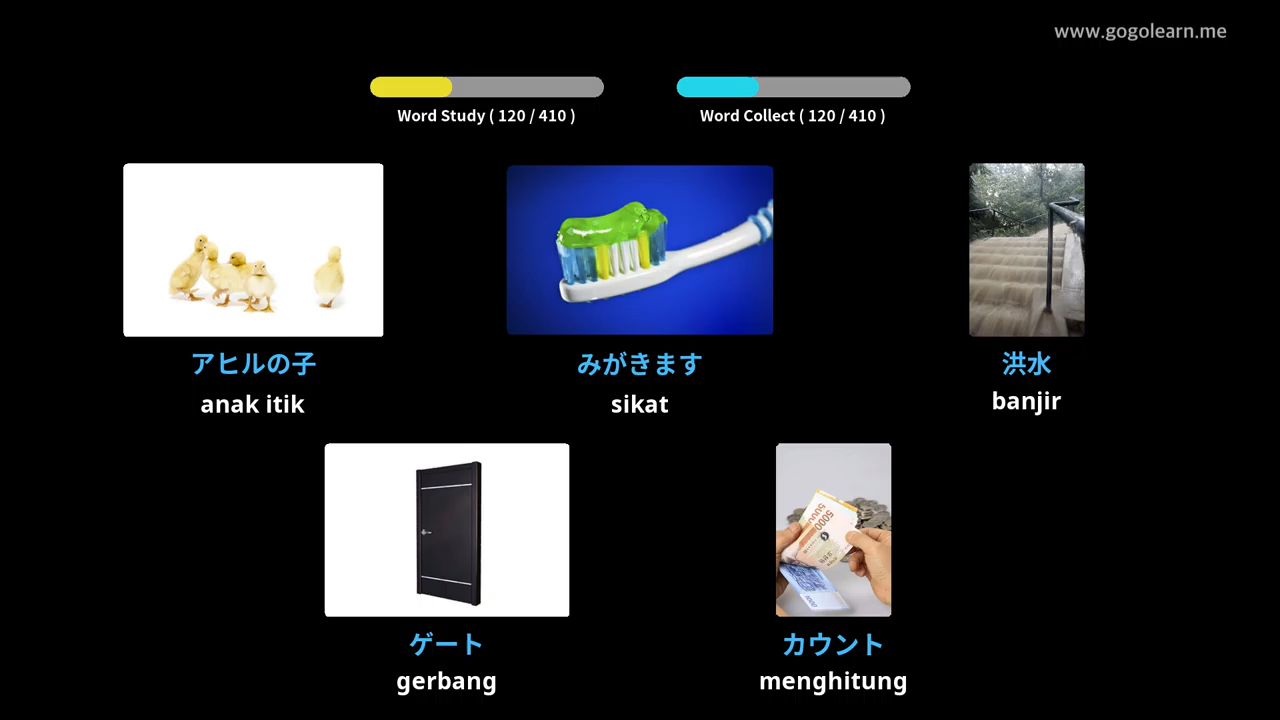 www.gogolearn.me
Word Study ( 120 / 410 )
Word Collect ( 120 / 410 )
アヒルの子
anak itik
みがきます
sikat
洪水
banjir
ゲート
gerbang
カウント
menghitung